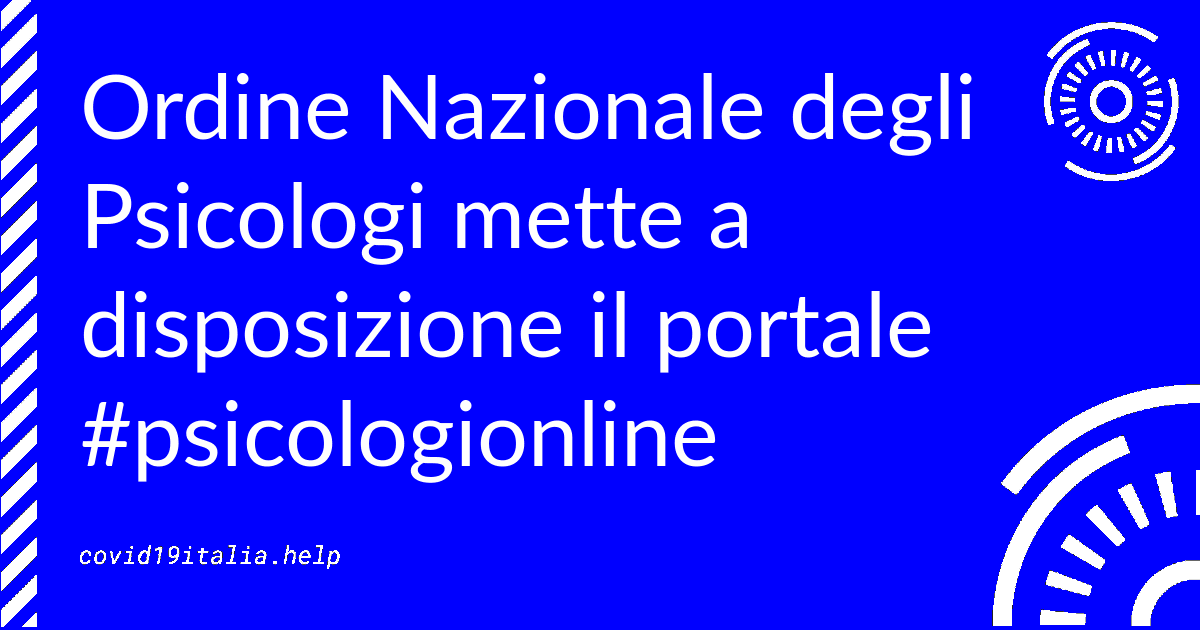 Ordine Nazionale degli
Psicologi mette a
disposizione il portale
#psicologionline
covid19italia.help